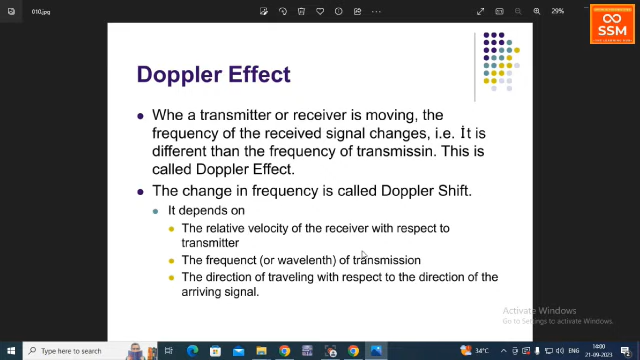 010.jpg
29%
SSM
Doppler Effect
Whe a transmitter or receiver is moving, the
frequency of the received signal changes, i.e. İt is
different than the frequency of transmissin. This is
called Doppler Effect.
The change in frequency is called Doppler Shift.
It depends on
The relative velocity of the receiver with respect to
transmitter
The frequenct (or wavelenth) of transmission
The direction of traveling with respect to the direction of the
arriving signal.
Activate Windows
Go to Settings to activate Windows.
Type here to search
34°C
ENG
14:00
21-09-2023